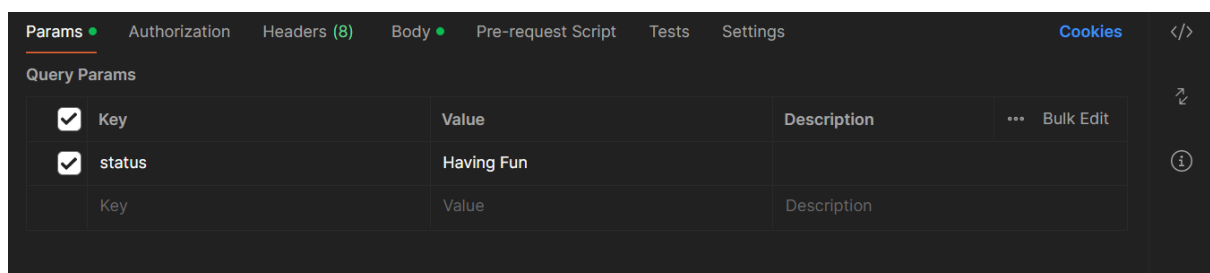 Params Authorization Headers (8) Body Pre-request Script Tests Settings Cookies </>
Query Params
Key Value Description ••• Bulk Edit
status Having Fun
Key Value Description